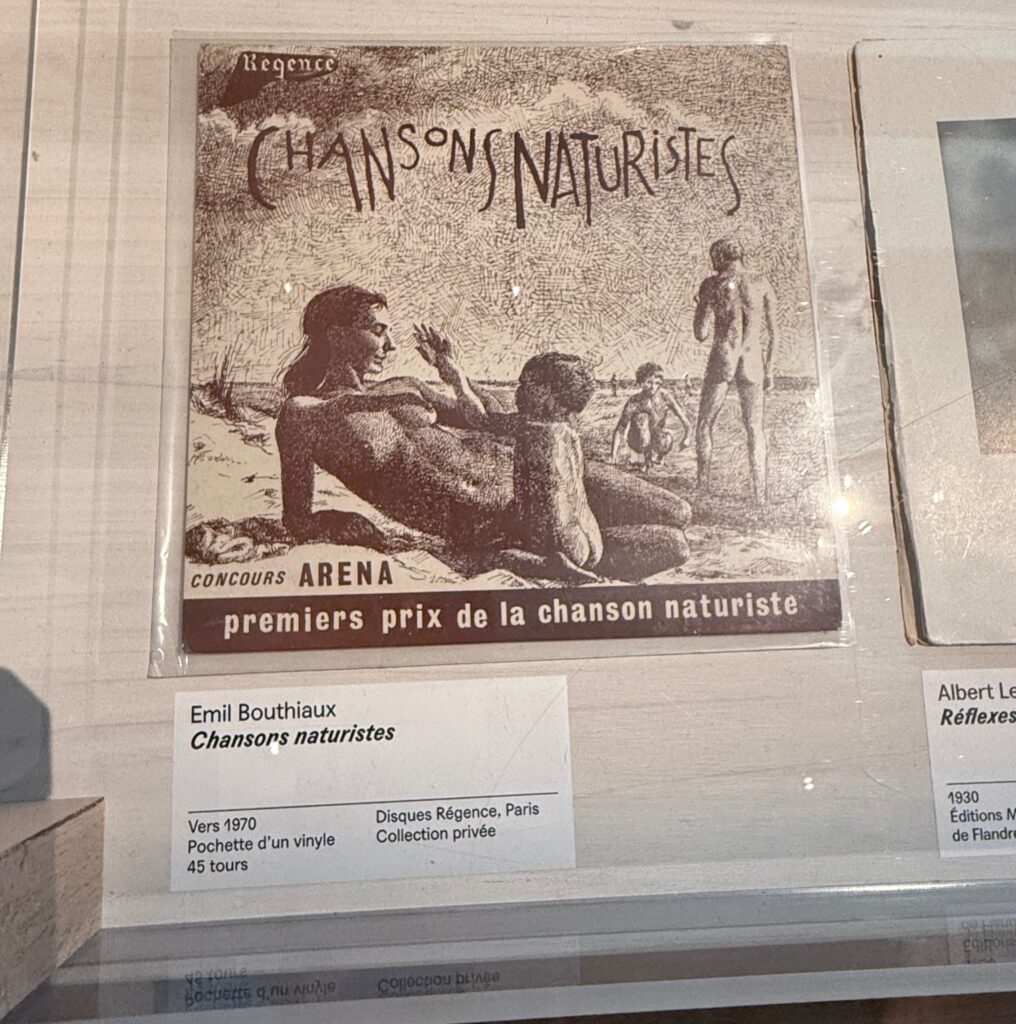 Régence
CHANSONS NATURISTES
CONCOURS ARENA
premiers prix de la chanson naturiste
Emil Bouthiaux
Chansons naturistes
Vers 1970
Pochette d'un vinyle
45 tours
Disques Régence, Paris
Collection privée
Albert Le
Réflexes
1930
Éditions M
de Flandre